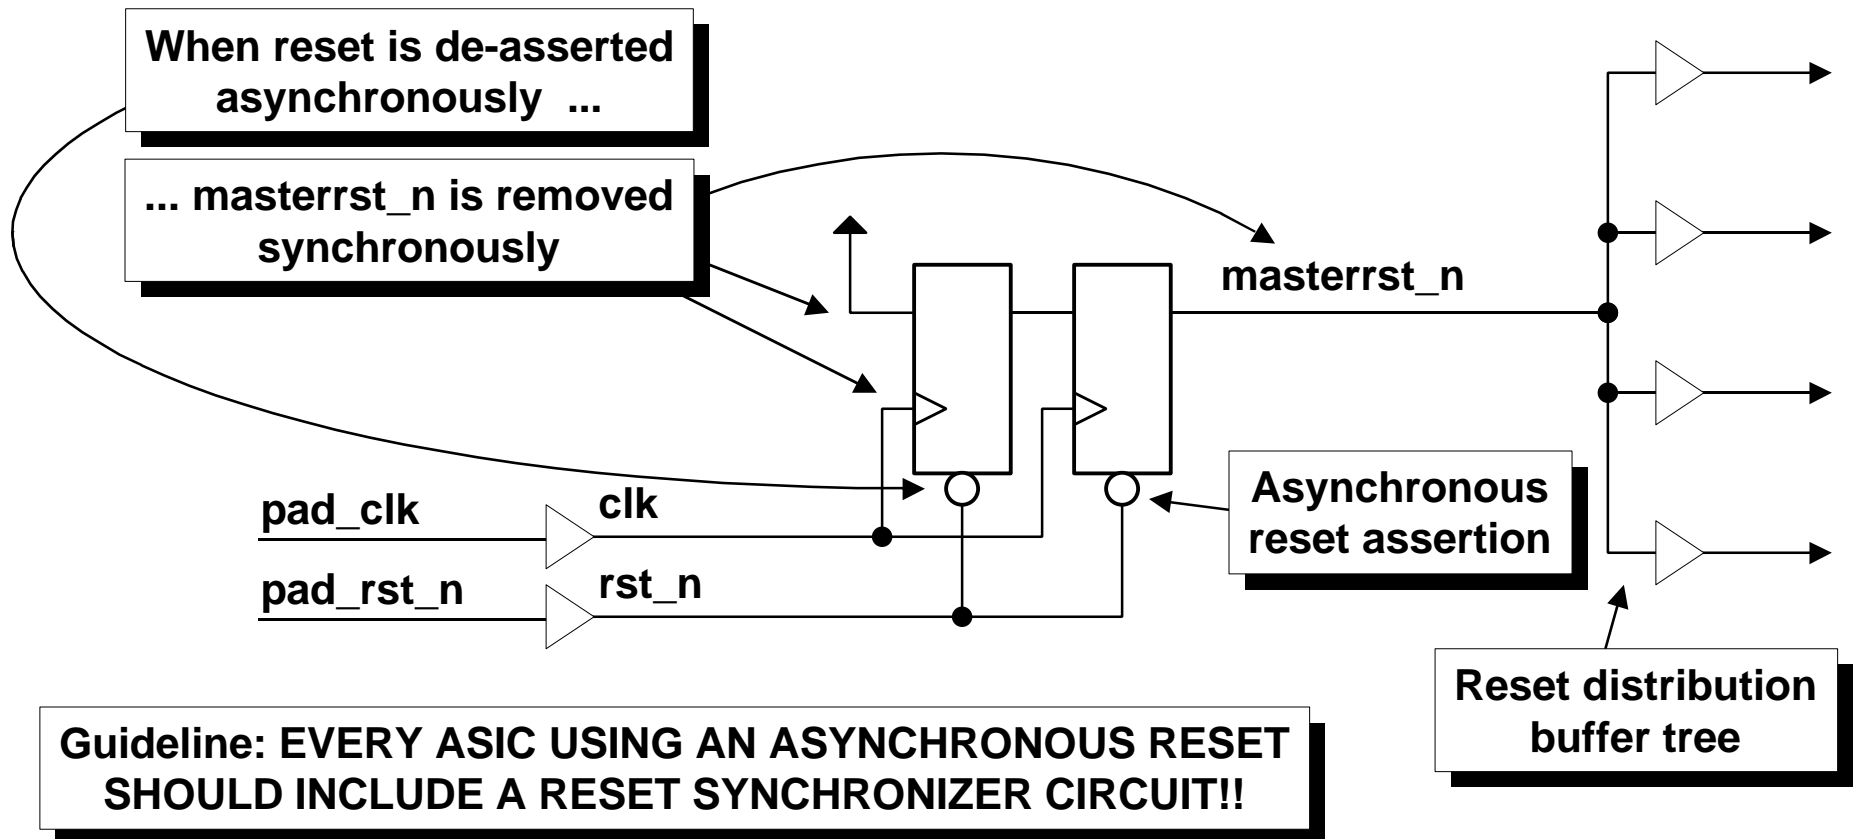 When reset is de-asserted
asynchronously ...
... masterrst_n is removed
synchronously
masterrst_n
pad_clk
clk
pad_rst_n
rst_n
Asynchronous
reset assertion
Reset distribution
buffer tree
Guideline: EVERY ASIC USING AN ASYNCHRONOUS RESET
SHOULD INCLUDE A RESET SYNCHRONIZER CIRCUIT!!